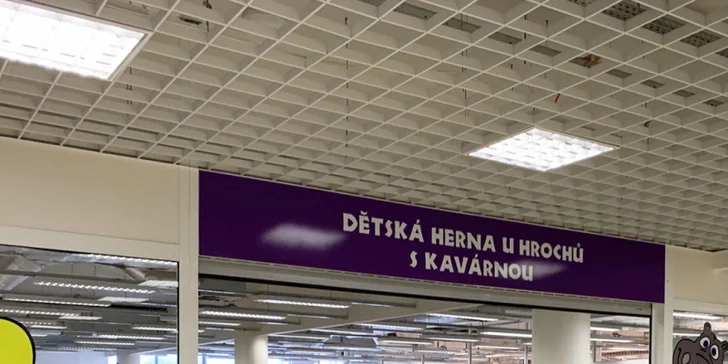 DĚTSKÁ HERNA U HROCHŮ
S KAVÁRNOU